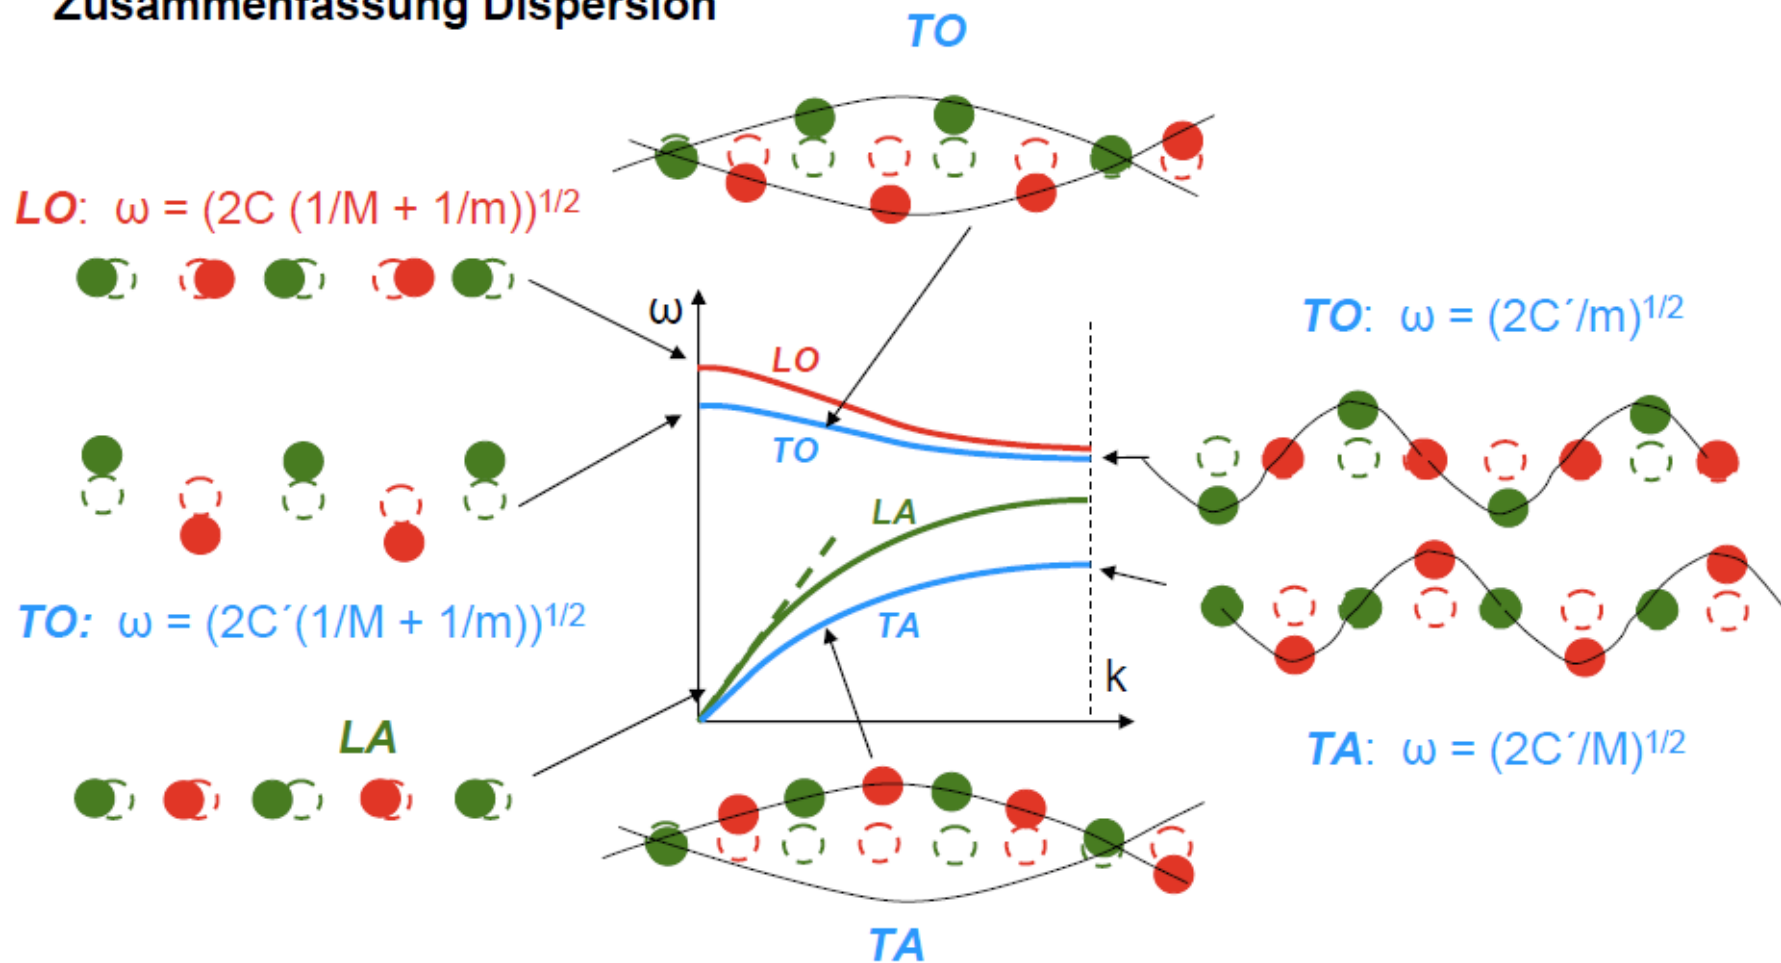 Zusammenfassung Dispersion
TO
LO: ω = (2C (1/M + 1/m))^1/2
ω
LO
TO
TO: ω = (2C´/m)^1/2
LA
TA
k
TO: ω = (2C´(1/M + 1/m))^1/2
LA
TA: ω = (2C´/M)^1/2
TA